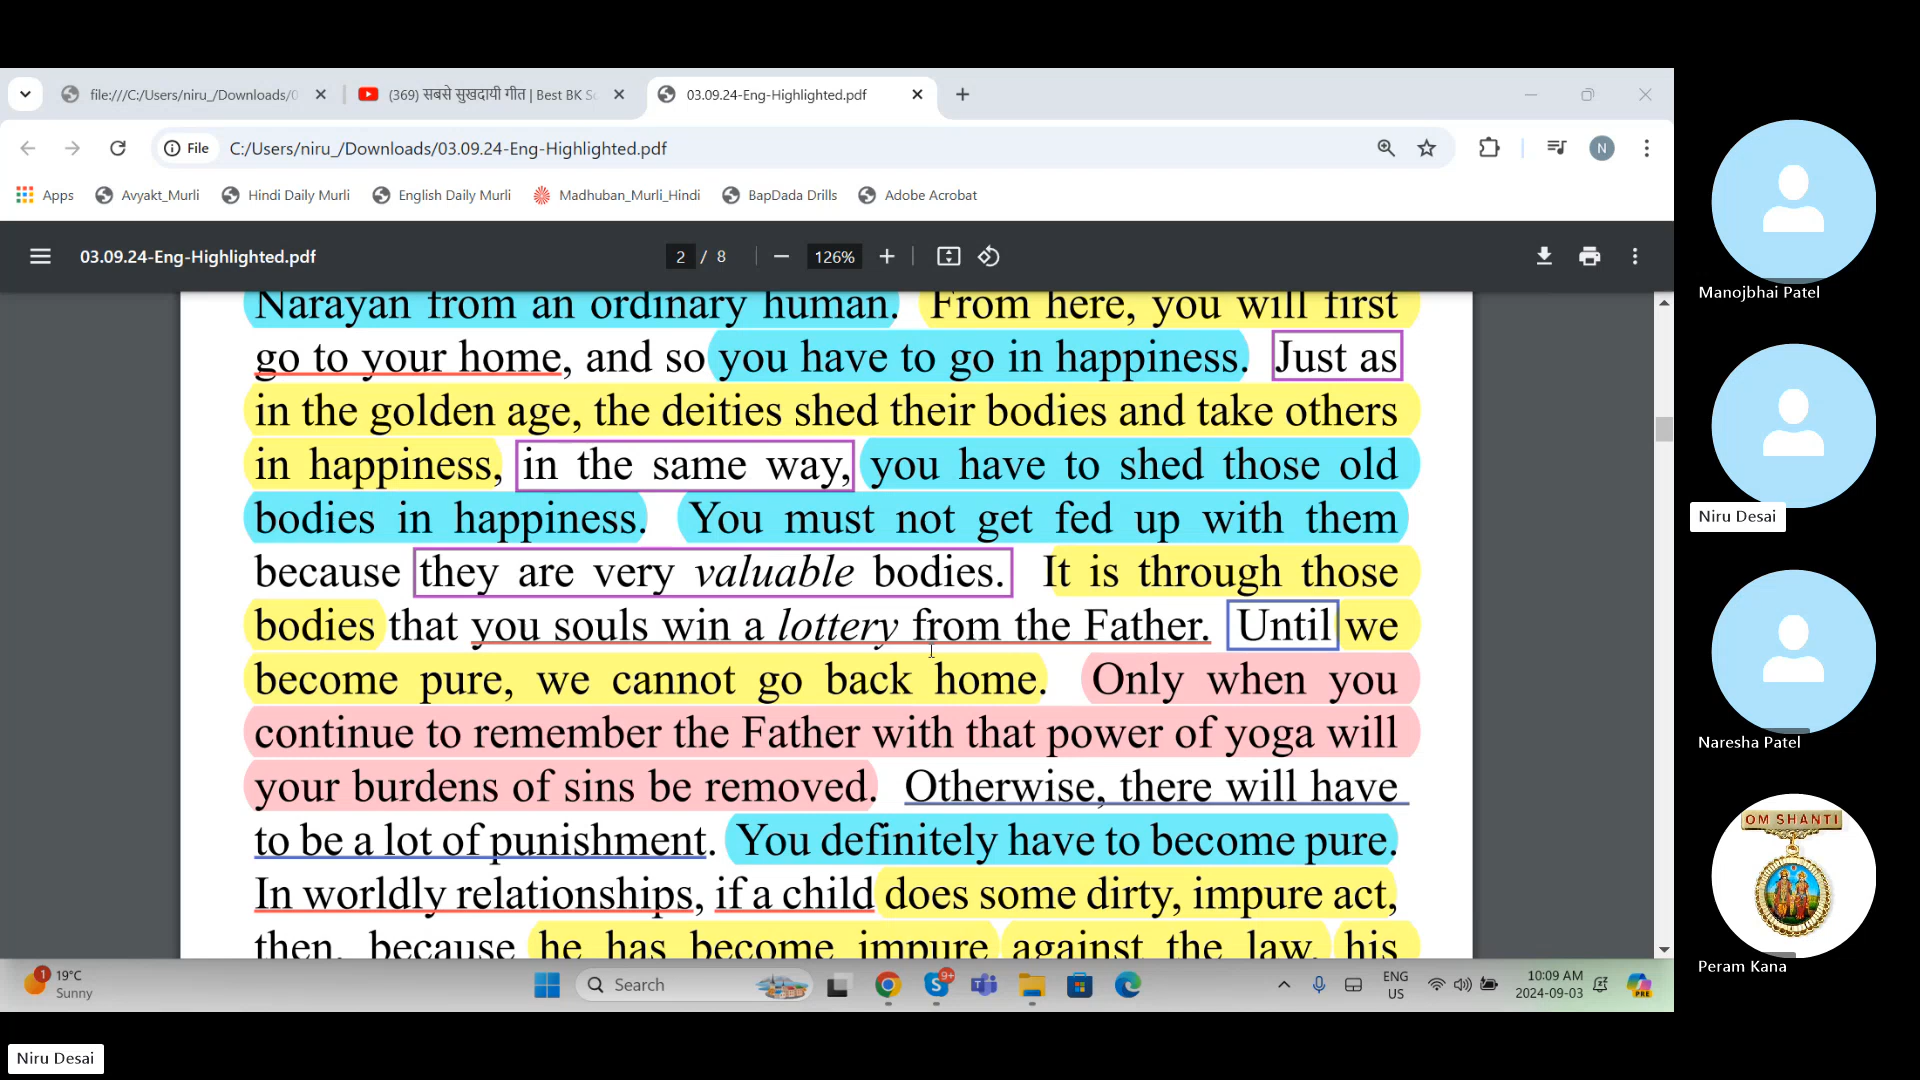 file:///C:/Users/niru_/Downloads/0
(369) सबसे सुखदायी गीत | Best BK So
03.09.24-Eng-Highlighted.pdf
File
C:/Users/niru_/Downloads/03.09.24-Eng-Highlighted.pdf
N
Apps
Avyakt_Murli
Hindi Daily Murli
English Daily Murli
Madhuban_Murli_Hindi
BapDada Drills
Adobe Acrobat
03.09.24-Eng-Highlighted.pdf
2 / 8
126%
Narayan from an ordinary human. From here, you will first
go to your home, and so you have to go in happiness. Just as
in the golden age, the deities shed their bodies and take others
in happiness, in the same way, you have to shed those old
bodies in happiness. You must not get fed up with them
because they are very valuable bodies. It is through those
bodies that you souls win a lottery from the Father. Until we
become pure, we cannot go back home. Only when you
continue to remember the Father with that power of yoga will
your burdens of sins be removed. Otherwise, there will have
to be a lot of punishment. You definitely have to become pure.
In worldly relationships, if a child does some dirty, impure act,
then, because he has become impure against the law, his
Manojbhai Patel
Niru Desai
Naresha Patel
OM SHANTI
Peram Kana
1
19°C
Sunny
Search
9+
ENG
US
10:09 AM
2024-09-03
PRE
Niru Desai